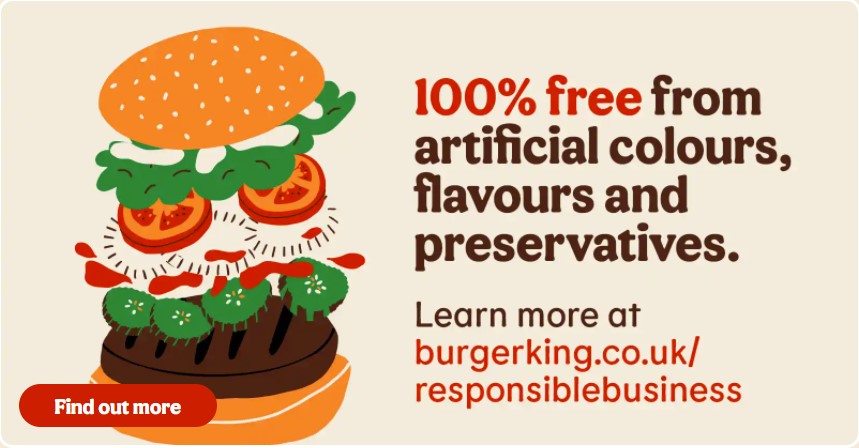 100% free from
artificial colours,
flavours and
preservatives.
Learn more at
burgerking.co.uk/
responsiblebusiness
Find out more